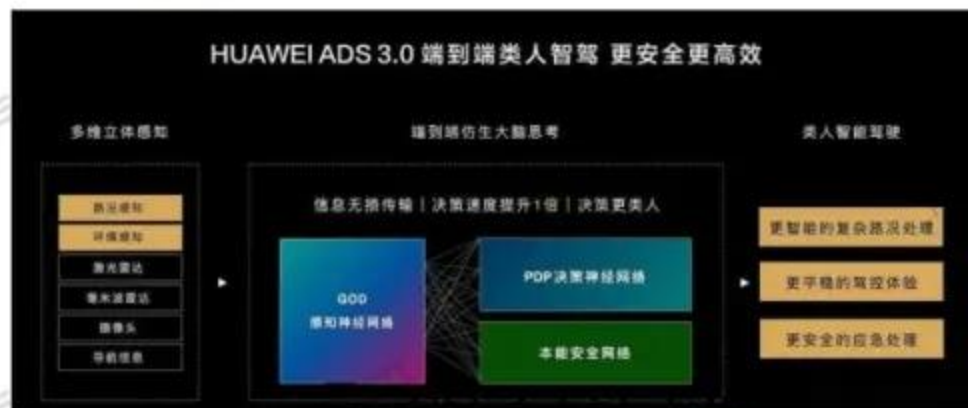 HUAWEI ADS 3.0 端到端类人智驾 更安全更高效
多维立体感知
路况感知
环境感知
激光雷达
毫米波雷达
摄像头
导航信息
端到端仿生大脑思考
信息无损传输 | 决策速度提升1倍 | 决策更类人
GOD
感知神经网络
PDP决策神经网络
本能安全网络
类人智能驾驶
更智能的复杂路况处理
更平稳的驾控体验
更安全的应急处理